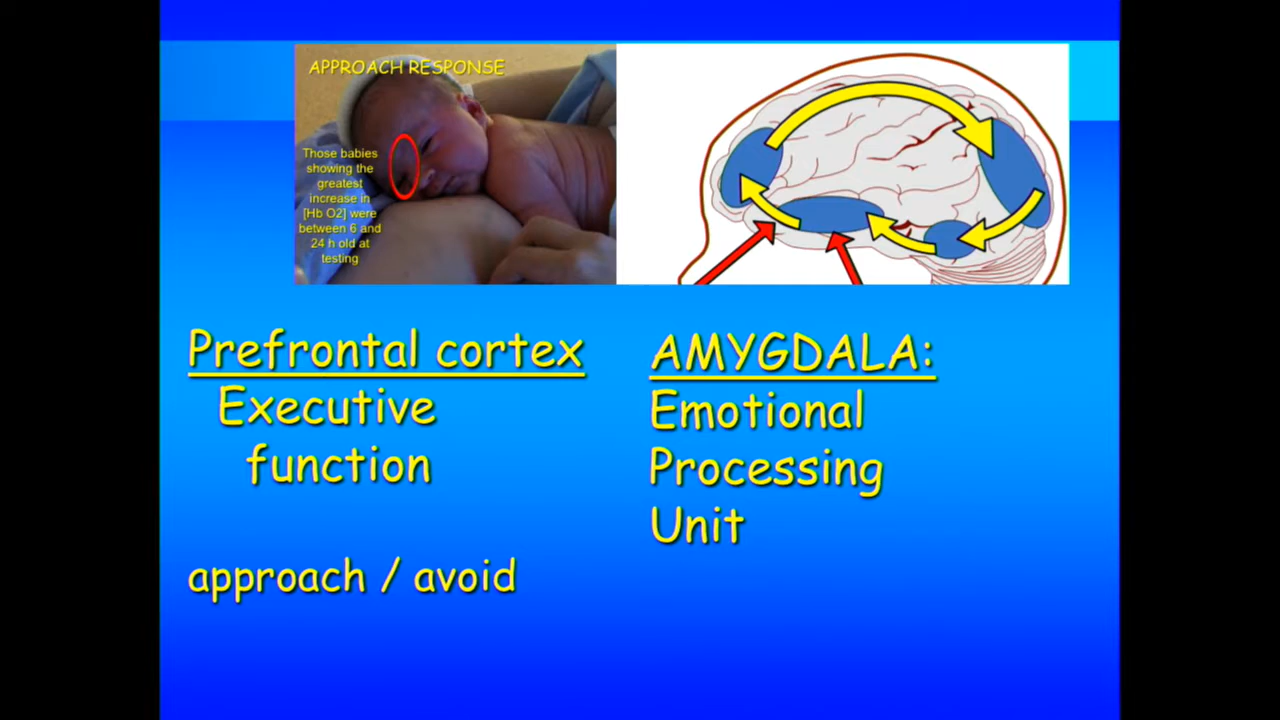 APPROACH RESPONSE
Those babies
showing the
greatest
increase in
[Hb O2] were
between 6 and
24 h old at
testing
Prefrontal cortex
Executive
function
approach / avoid
AMYGDALA:
Emotional
Processing
Unit